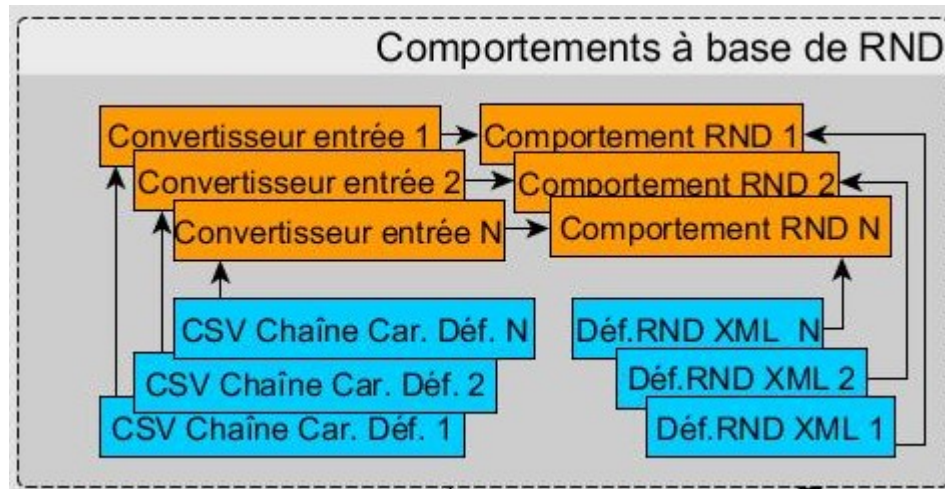 Comportements à base de RND
Convertisseur entrée 1
Comportement RND 1
Convertisseur entrée 2
Comportement RND 2
Convertisseur entrée N
Comportement RND N
CSV Chaîne Car. Déf. N
Déf.RND XML N
CSV Chaîne Car. Déf. 2
Déf.RND XML 2
CSV Chaîne Car. Déf. 1
Déf.RND XML 1